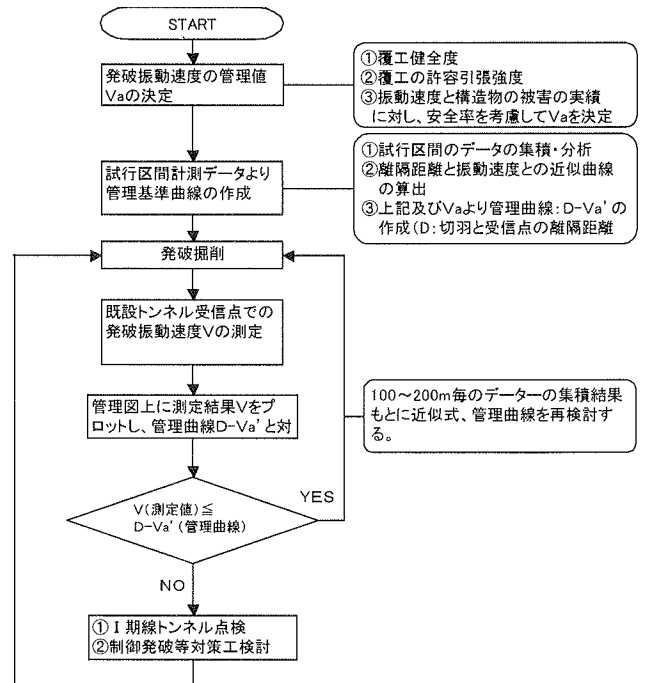 START
発破振動速度の管理値
Vaの決定
①覆工健全度
②覆工の許容引張強度
③振動速度と構造物の被害の実績
に対し、安全率を考慮してVaを決定
試行区間計測データより
管理基準曲線の作成
①試行区間のデータの集積・分析
②離隔距離と振動速度との近似曲線
の算出
③上記及びVaより管理曲線：D-Va'の
作成（D：切羽と受信点の離隔距離
発破掘削
既設トンネル受信点での
発破振動速度Vの測定
管理図上に測定結果Vをプ
ロットし、管理曲線D-Va'と対
100～200m毎のデーターの集積結果
もとに近似式、管理曲線を再検討す
る。
V(測定値)≦
D-Va'(管理曲線)
YES
NO
①Ⅰ期線トンネル点検
②制御発破等対策工検討